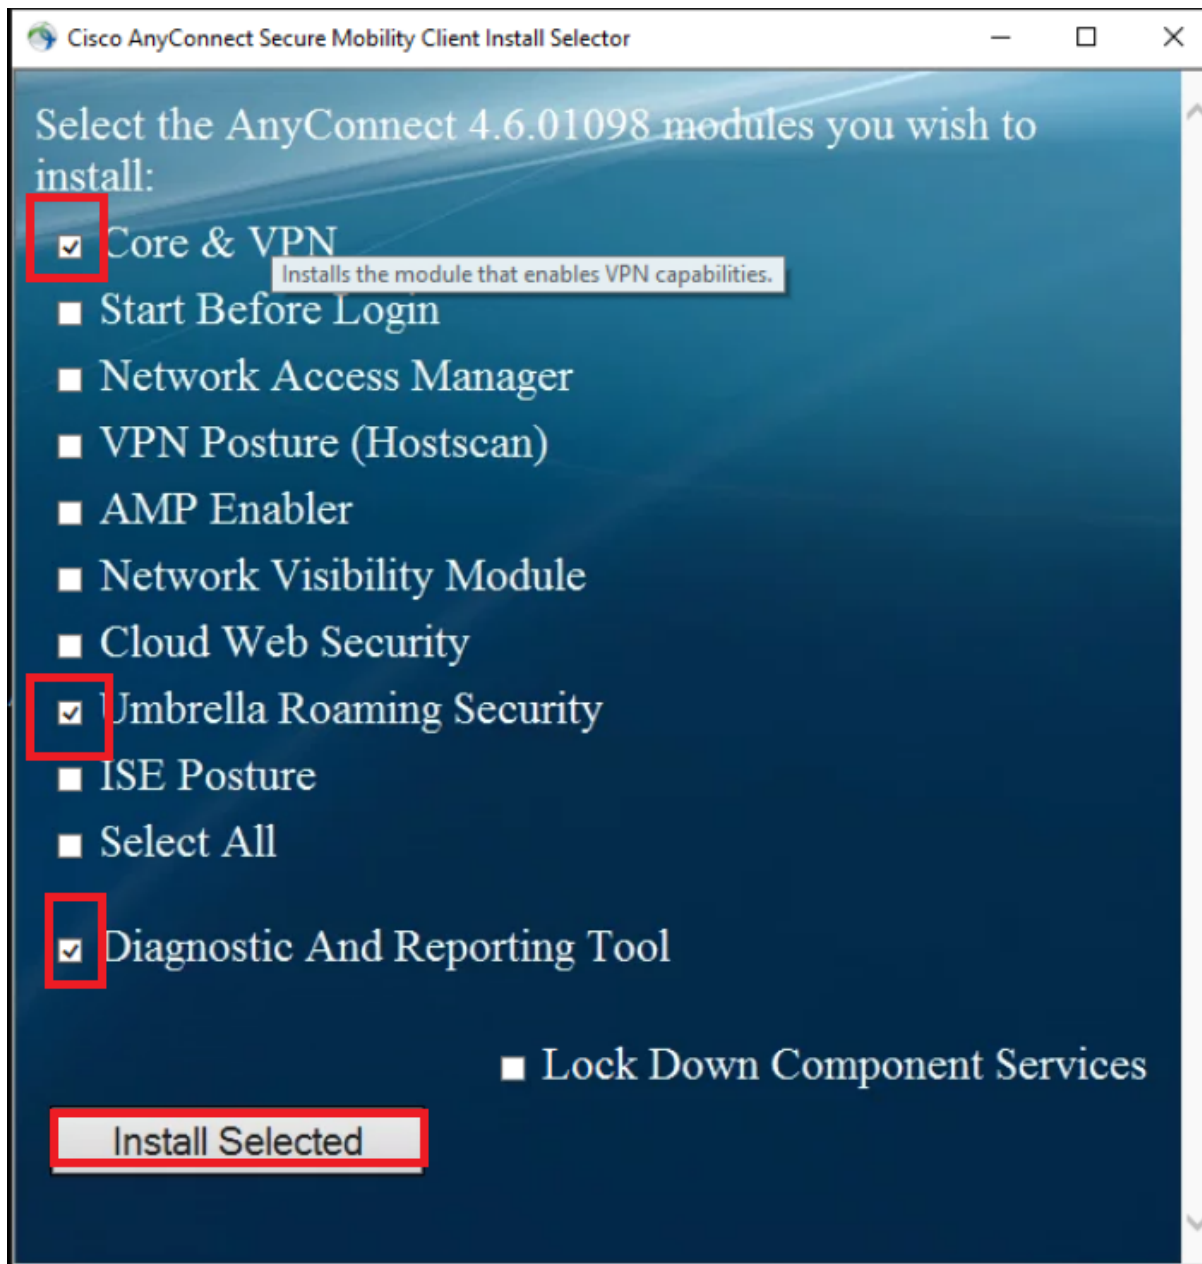 Cisco AnyConnect Secure Mobility Client Install Selector
Select the AnyConnect 4.6.01098 modules you wish to
install:
Core & VPN
Installs the module that enables VPN capabilities.
Start Before Login
Network Access Manager
VPN Posture (Hostscan)
AMP Enabler
Network Visibility Module
Cloud Web Security
Umbrella Roaming Security
ISE Posture
Select All
Diagnostic And Reporting Tool
Lock Down Component Services
Install Selected